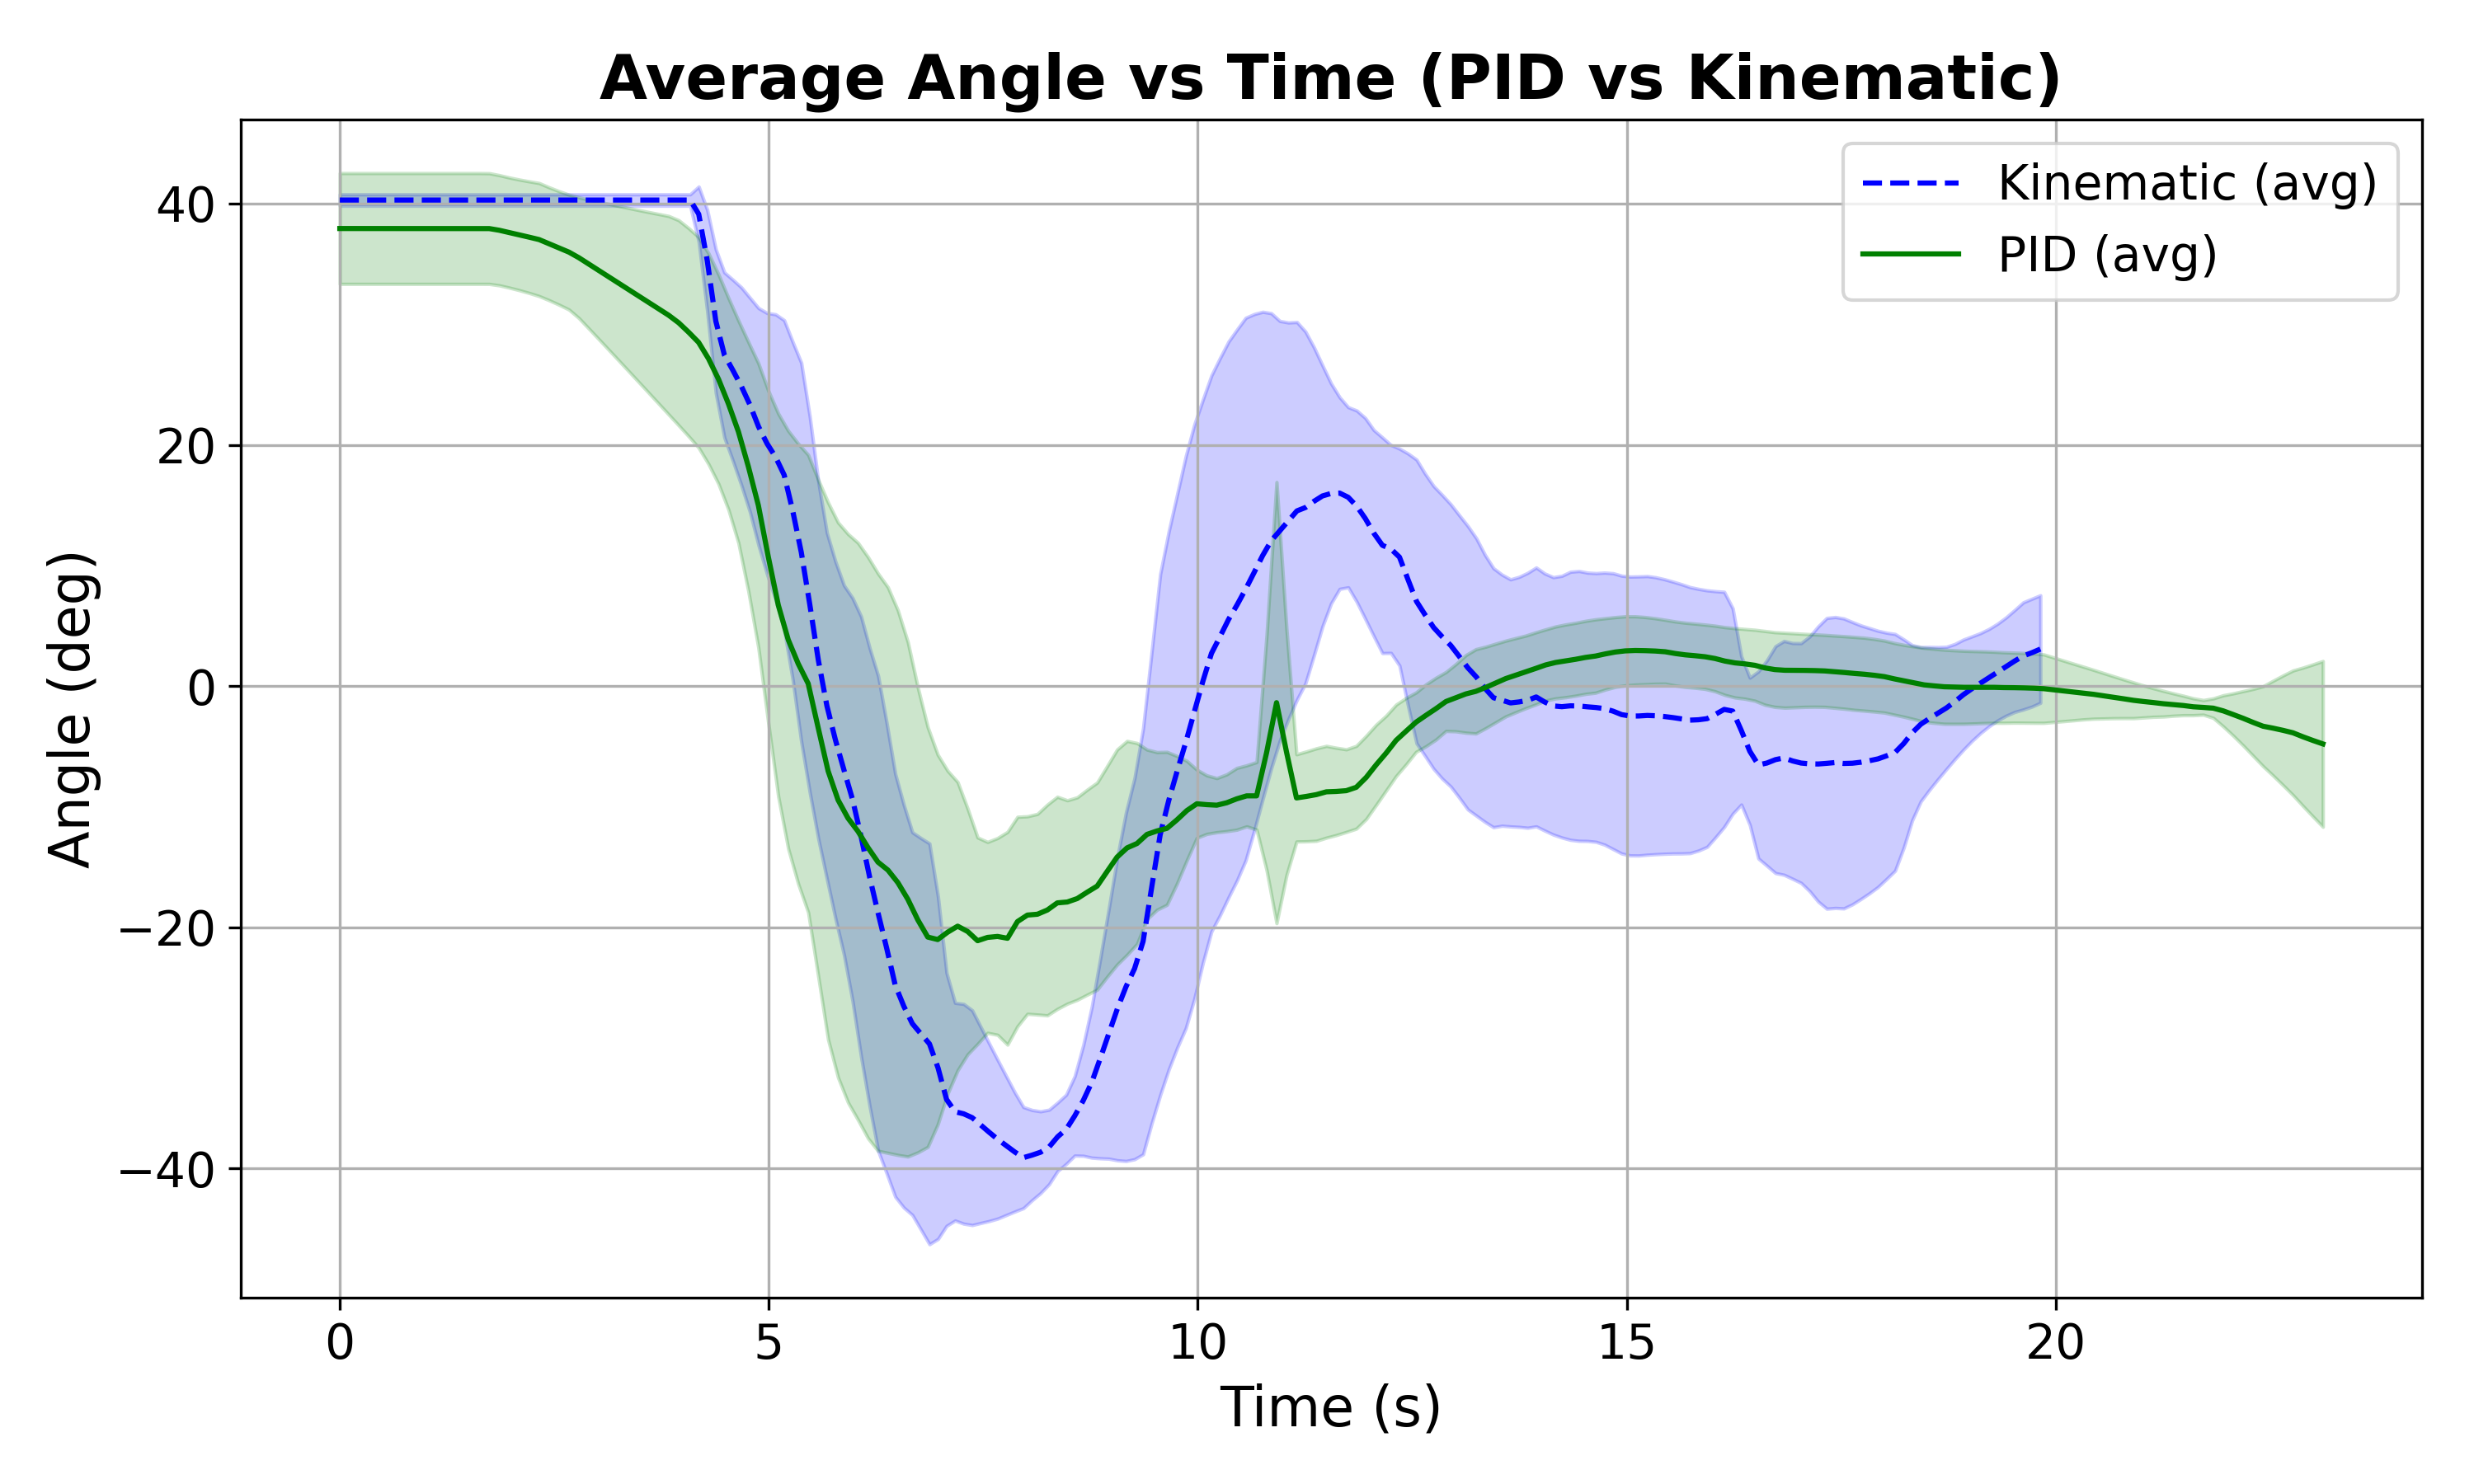 Average Angle vs Time (PID vs Kinematic)
Kinematic (avg)
PID (avg)
Angle (deg)
40
20
0
−20
−40
0 5 10 15 20
Time (s)